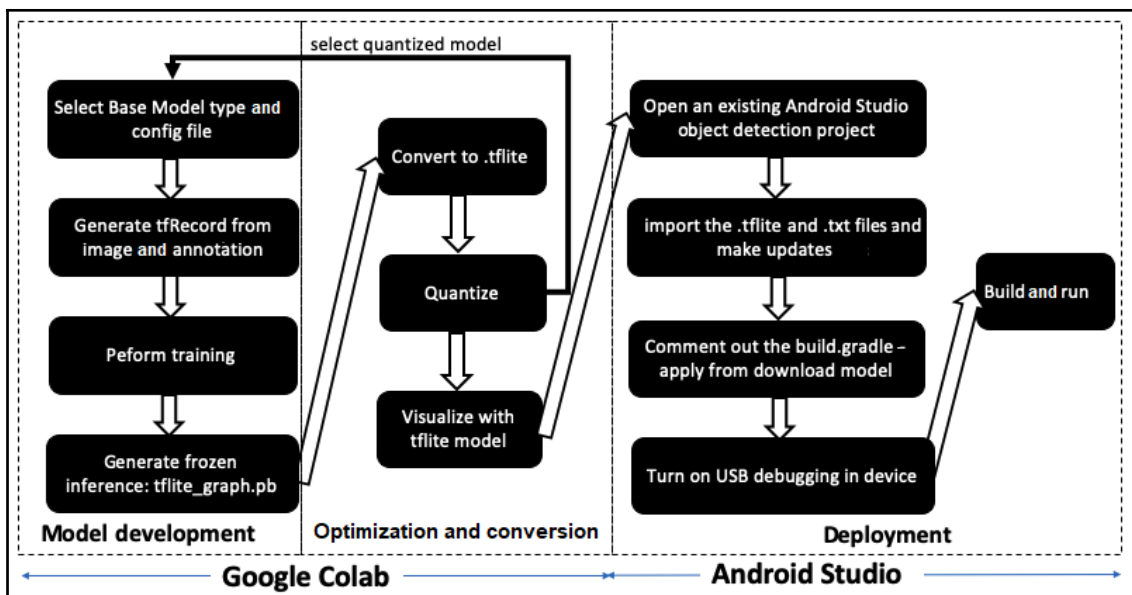 select quantized model
Select Base Model type and
config file
Generate tfRecord from
image and annotation
Peform training
Generate frozen
inference: tflite_graph.pb
Model development
Convert to .tflite
Quantize
Visualize with
tflite model
Optimization and conversion
Open an existing Android Studio
object detection project
import the .tflite and .txt files and
make updates
Comment out the build.gradle –
apply from download model
Turn on USB debugging in device
Build and run
Deployment
Google Colab
Android Studio